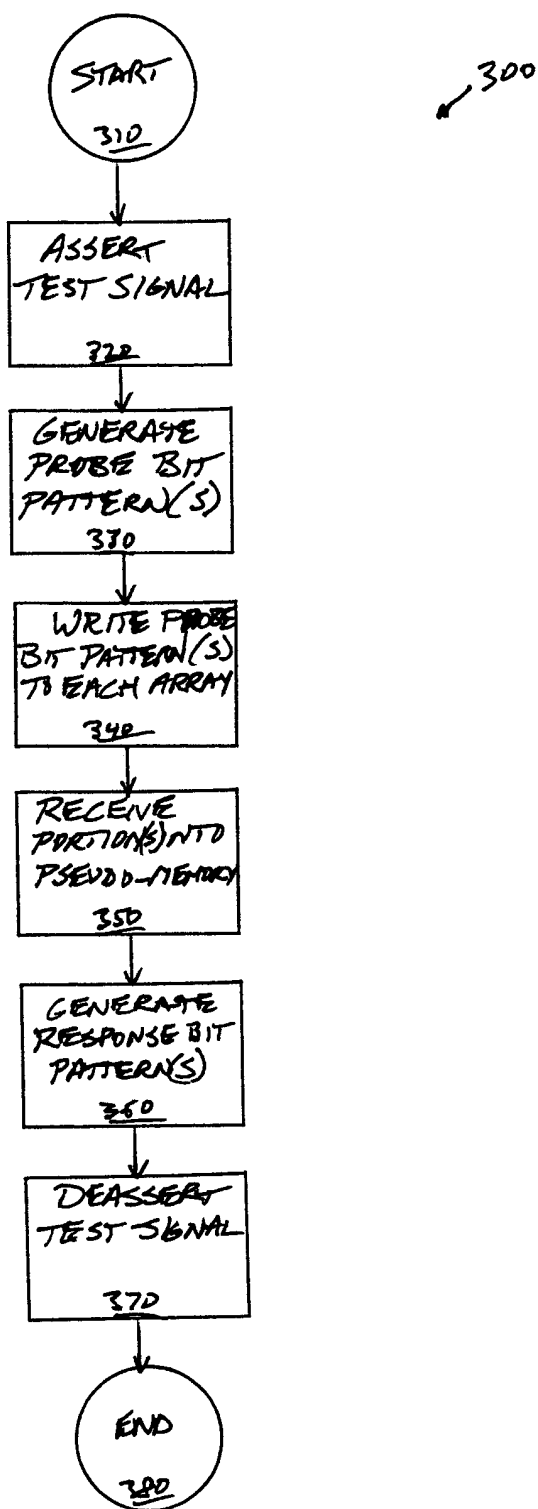 START
310
300
ASSERT
TEST SIGNAL
320
GENERATE
PROBE BIT
PATTERN(S)
330
WRITE PROBE
BIT PATTERN(S)
TO EACH ARRAY
340
RECEIVE
PORTION(S) INTO
PSEUDO-MEMORY
350
GENERATE
RESPONSE BIT
PATTERN(S)
360
DEASSERT
TEST SIGNAL
370
END
380